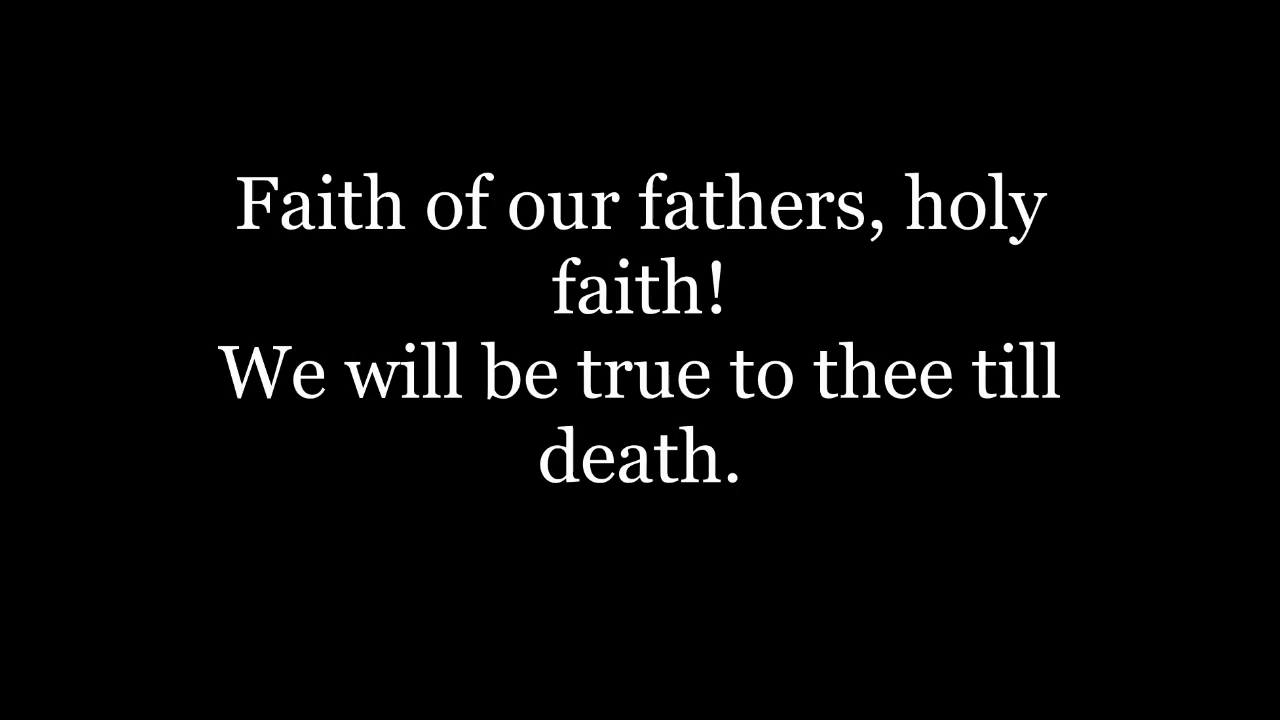 Faith of our fathers, holy
faith!
We will be true to thee till
death.